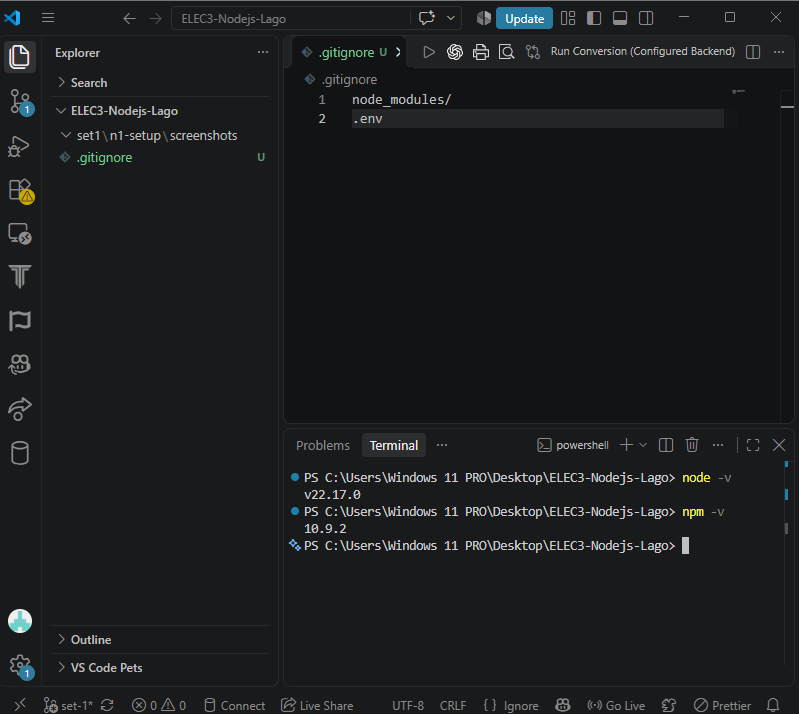 ELEC3-Nodejs-Lago
Update
Explorer
Search
ELEC3-Nodejs-Lago
set1\n1-setup\screenshots
.gitignore U
Outline
VS Code Pets
.gitignore U
Run Conversion (Configured Backend)
.gitignore
1 node_modules/
2 .env
Problems Terminal
powershell
PS C:\Users\Windows 11 PRO\Desktop\ELEC3-Nodejs-Lago> node -v
v22.17.0
PS C:\Users\Windows 11 PRO\Desktop\ELEC3-Nodejs-Lago> npm -v
10.9.2
PS C:\Users\Windows 11 PRO\Desktop\ELEC3-Nodejs-Lago>
1
1
set-1* 0 0 Connect Live Share UTF-8 CRLF { } Ignore Go Live Prettier